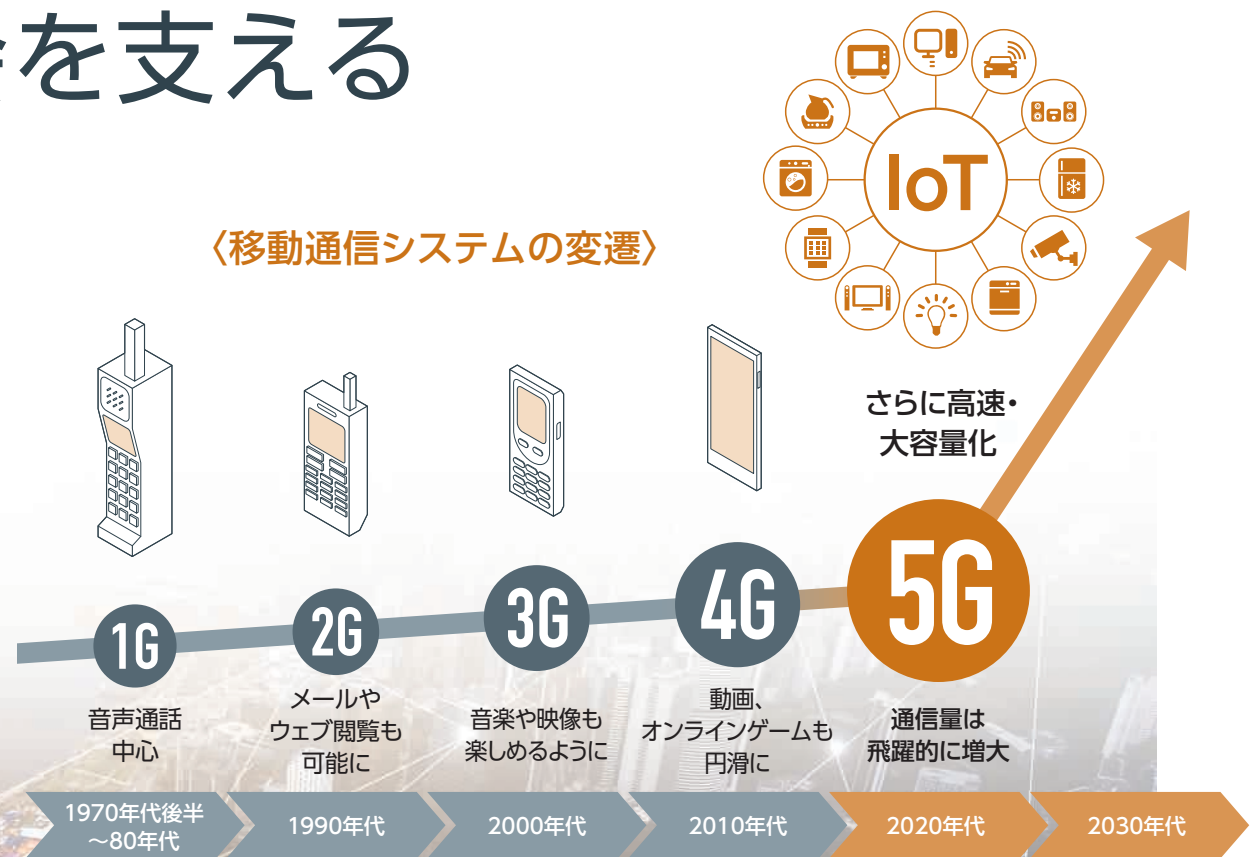 を支える
IoT
〈移動通信システムの変遷〉
さらに高速・
大容量化
1G
2G
3G
4G
5G
音声通話
中心
メールや
ウェブ閲覧も
可能に
音楽や映像も
楽しめるように
動画、
オンラインゲームも
円滑に
通信量は
飛躍的に増大
1970年代後半
～80年代
1990年代
2000年代
2010年代
2020年代
2030年代